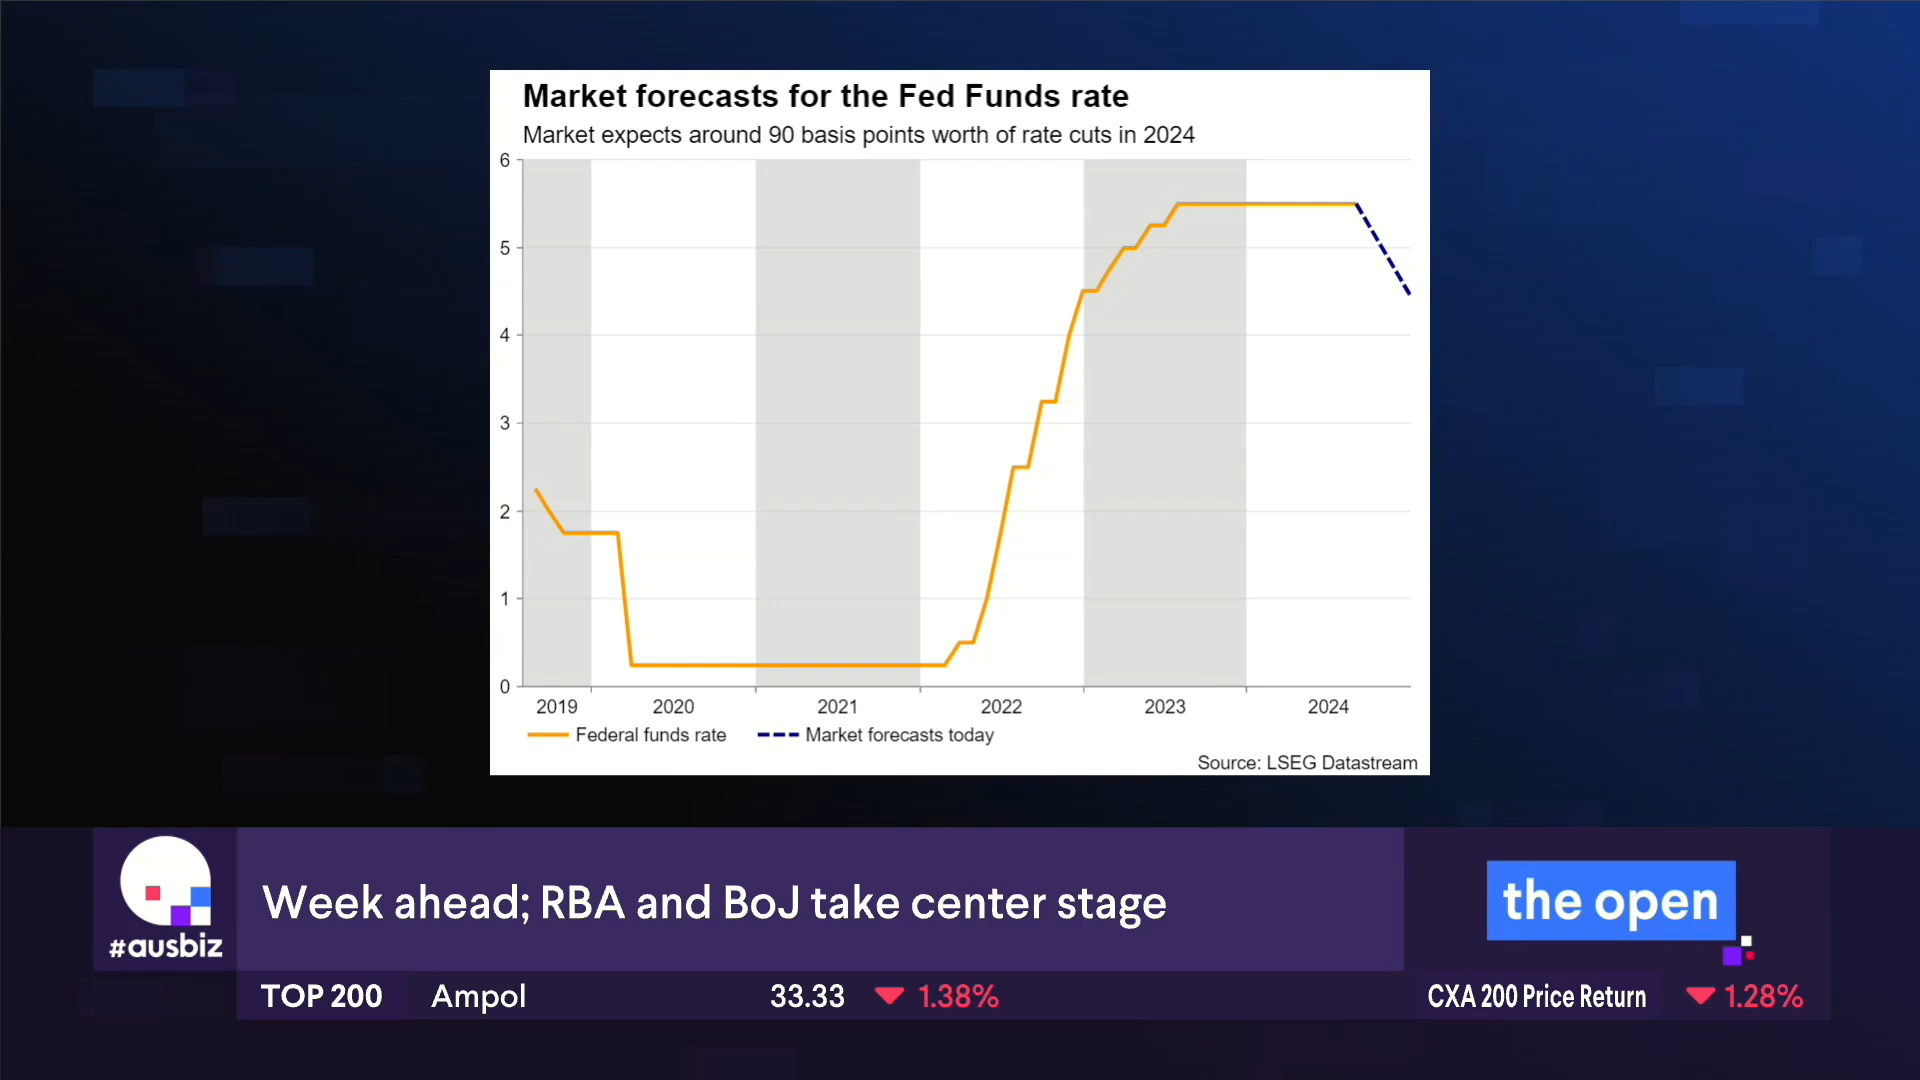 Market forecasts for the Fed Funds rate
Market expects around 90 basis points worth of rate cuts in 2024
6
5
4
3
2
1
0
2019 2020 2021 2022 2023 2024
Federal funds rate Market forecasts today
Source: LSEG Datastream
#ausbiz
Week ahead; RBA and BoJ take center stage
the open
TOP 200 Ampol 33.33 1.38% CXA 200 Price Return 1.28%